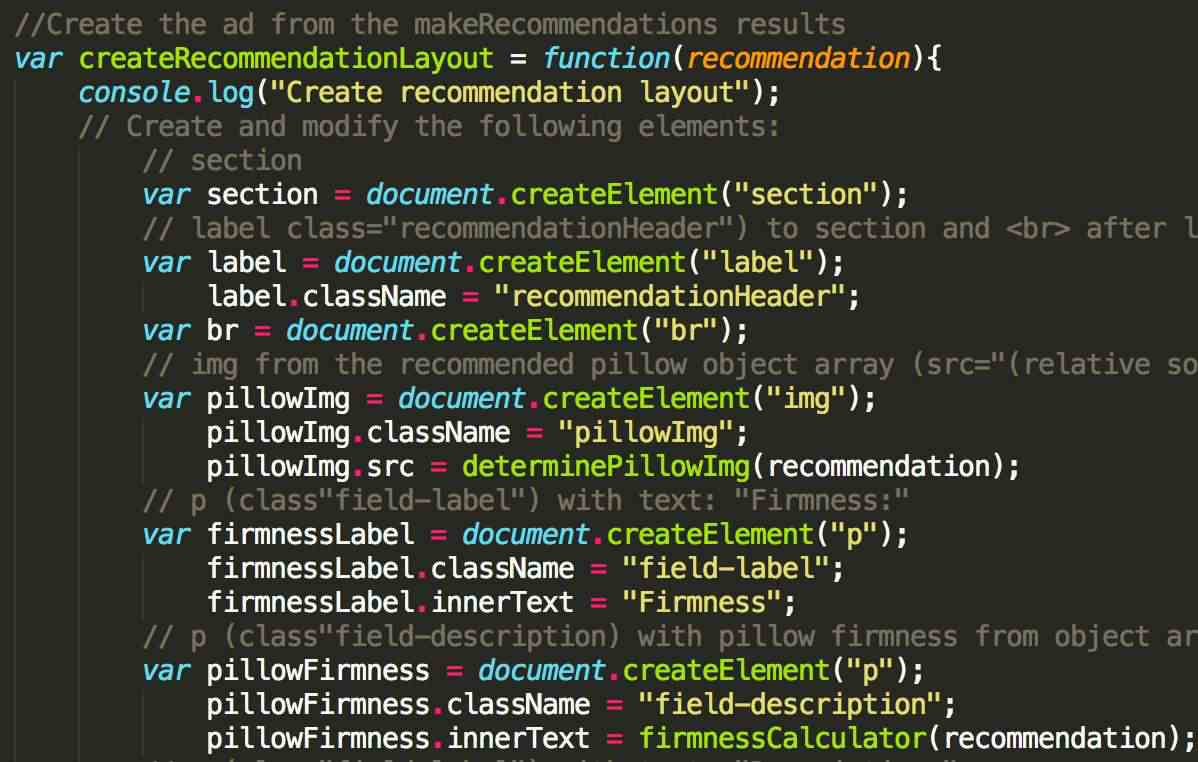 //Create the ad from the makeRecommendations results
var createRecommendationLayout = function(recommendation){
console.log("Create recommendation layout");
// Create and modify the following elements:
// section
var section = document.createElement("section");
// label class="recommendationHeader") to section and <br> after l
var label = document.createElement("label");
label.className = "recommendationHeader";
var br = document.createElement("br");
// img from the recommended pillow object array (src="(relative so
var pillowImg = document.createElement("img");
pillowImg.className = "pillowImg";
pillowImg.src = determinePillowImg(recommendation);
// p (class"field-label") with text: "Firmness:"
var firmnessLabel = document.createElement("p");
firmnessLabel.className = "field-label";
firmnessLabel.innerText = "Firmness";
// p (class"field-description) with pillow firmness from object ar
var pillowFirmness = document.createElement("p");
pillowFirmness.className = "field-description";
pillowFirmness.innerText = firmnessCalculator(recommendation);